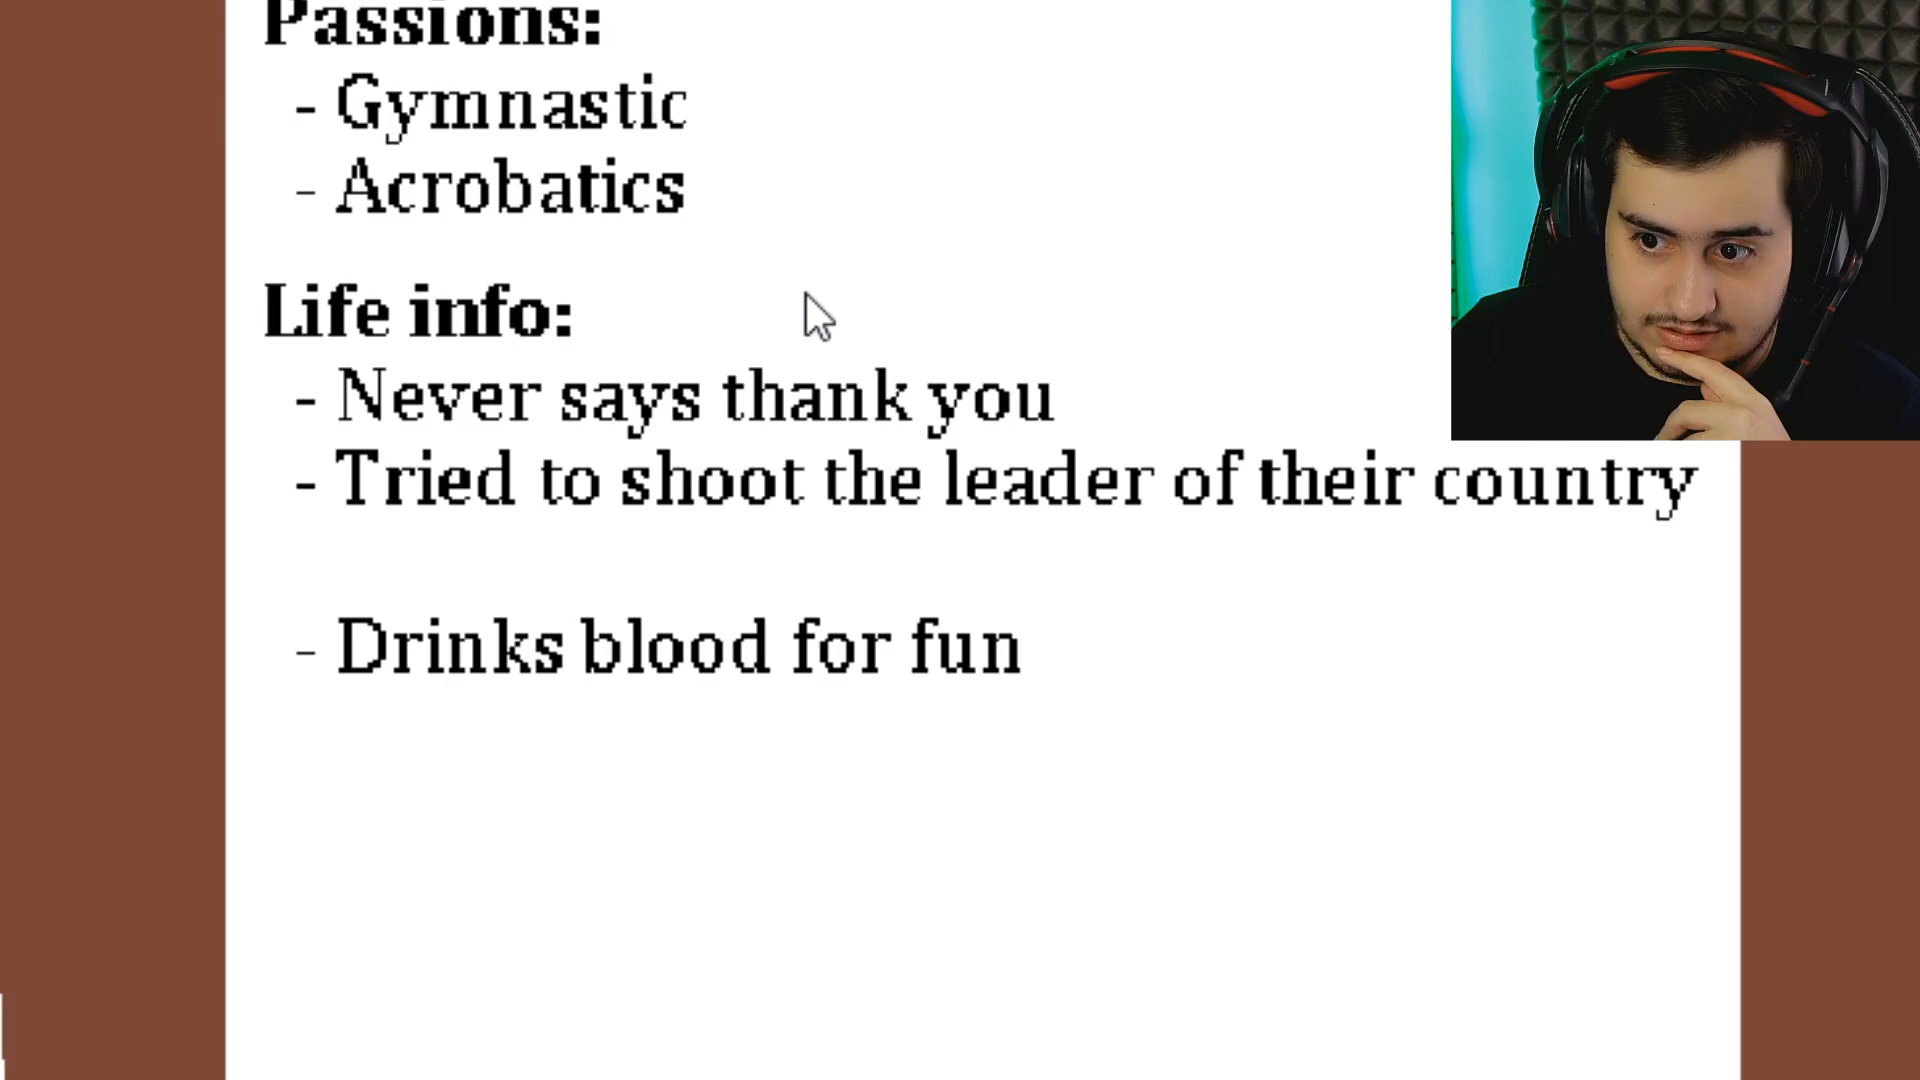 Passions:
- Gymnastic
- Acrobatics
Life info:
- Never says thank you
- Tried to shoot the leader of their country
- Drinks blood for fun